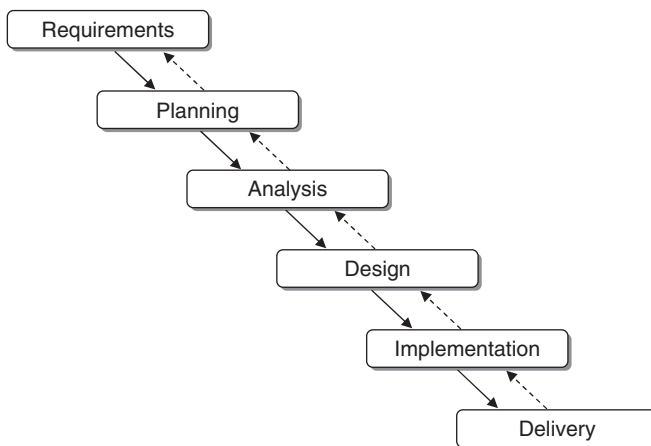 Requirements
Planning
Analysis
Design
Implementation
Delivery